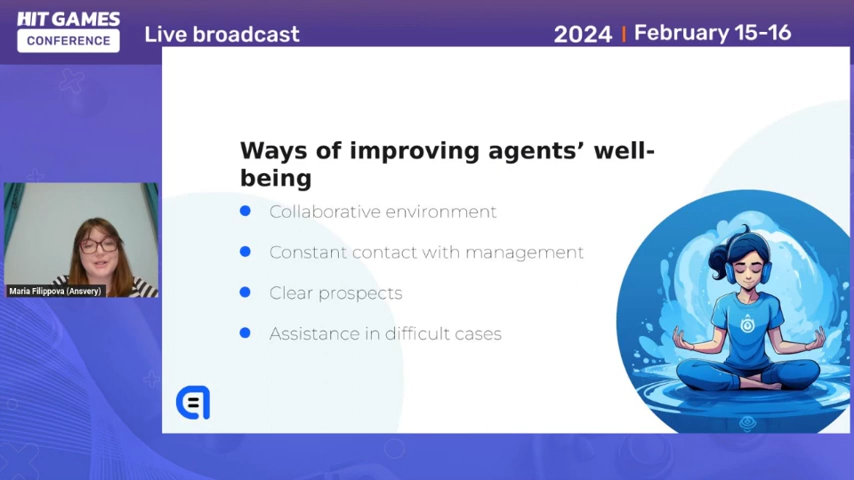 HIT GAMES
CONFERENCE
Live broadcast
2024 | February 15-16
Ways of improving agents’ well-
being
Collaborative environment
Constant contact with management
Clear prospects
Assistance in difficult cases
Maria Filippova (Ansvery)